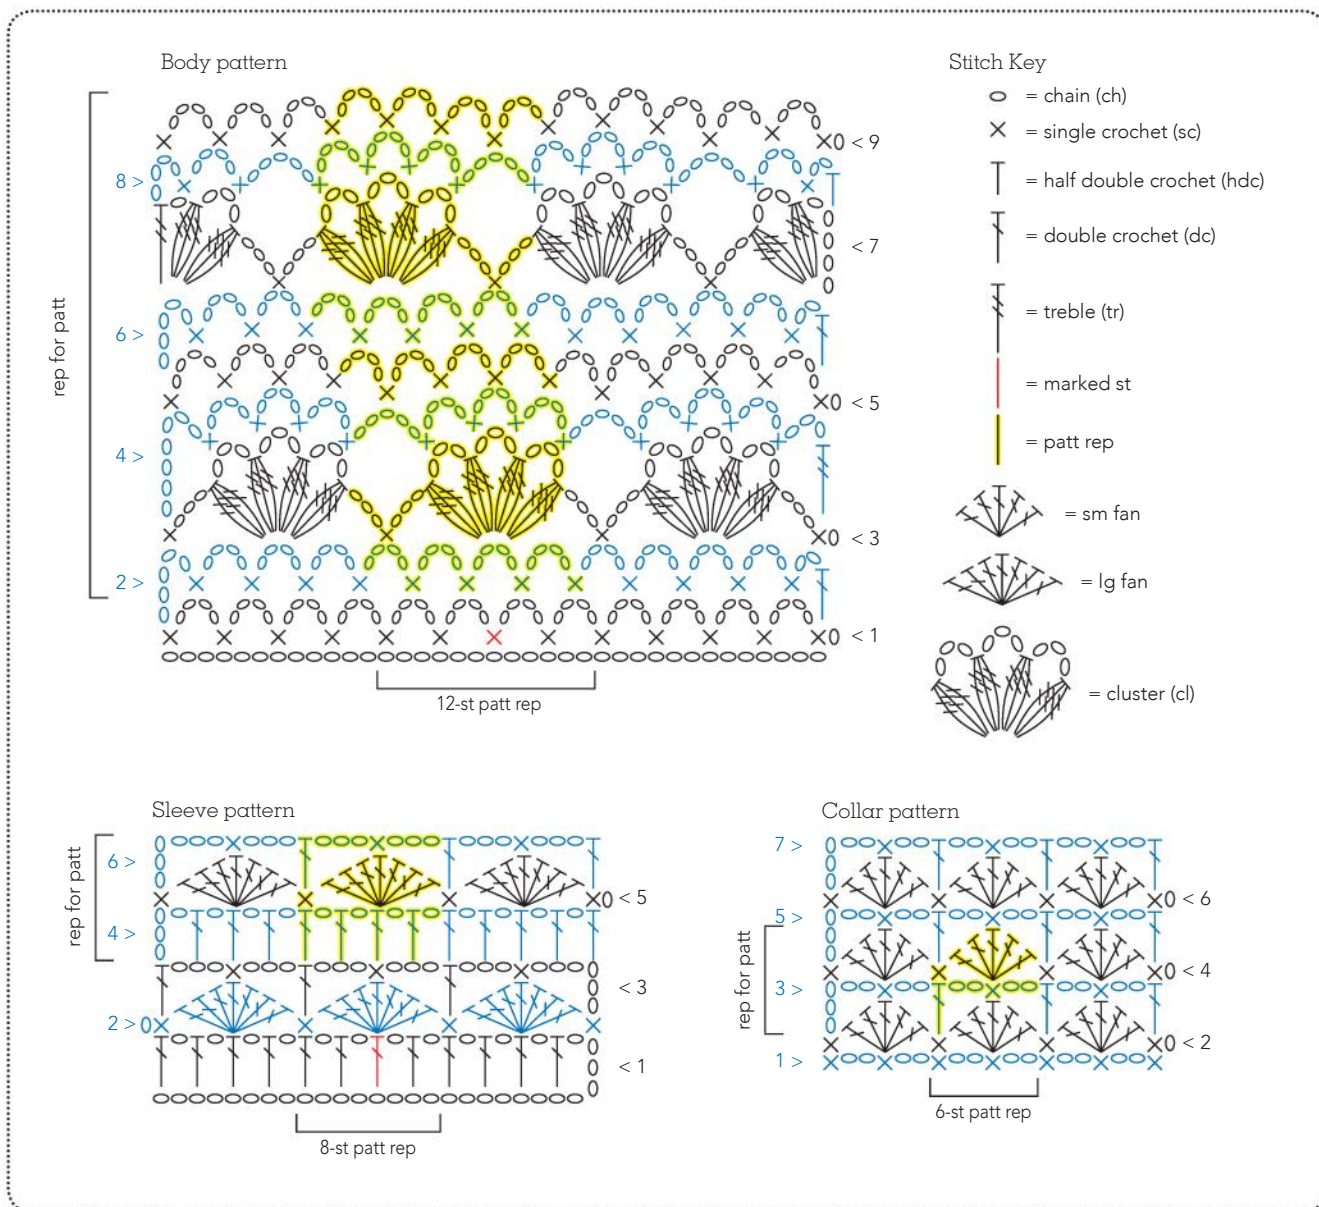 Body pattern
rep for patt
8 >
6 >
4 >
2 >
< 9
< 7
< 5
< 3
< 1
12-st patt rep
Stitch Key
= chain (ch)
= single crochet (sc)
= half double crochet (hdc)
= double crochet (dc)
= treble (tr)
= marked st
= patt rep
= sm fan
= lg fan
= cluster (cl)
Sleeve pattern
rep for patt
6 >
4 >
2 >
< 5
< 3
< 1
8-st patt rep
Collar pattern
rep for patt
7 >
5 >
3 >
1 >
< 6
< 4
< 2
6-st patt rep